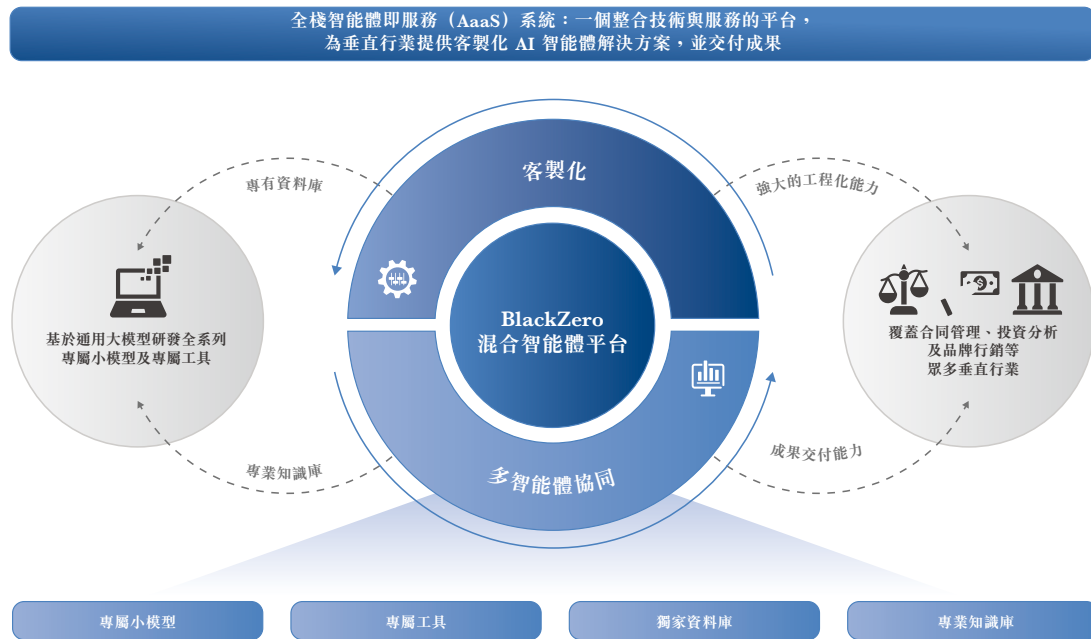 全棧智能體即服務（AaaS）系統：一個整合技術與服務的平台，
為垂直行業提供客製化 AI 智能體解決方案，並交付成果
客製化
專有資料庫
強大的工程化能力
基於通用大模型研發全系列
專屬小模型及專屬工具
BlackZero
混合智能體平台
覆蓋合同管理、投資分析
及品牌行銷等
眾多垂直行業
專業知識庫
多智能體協同
成果交付能力
專屬小模型
專屬工具
獨家資料庫
專業知識庫